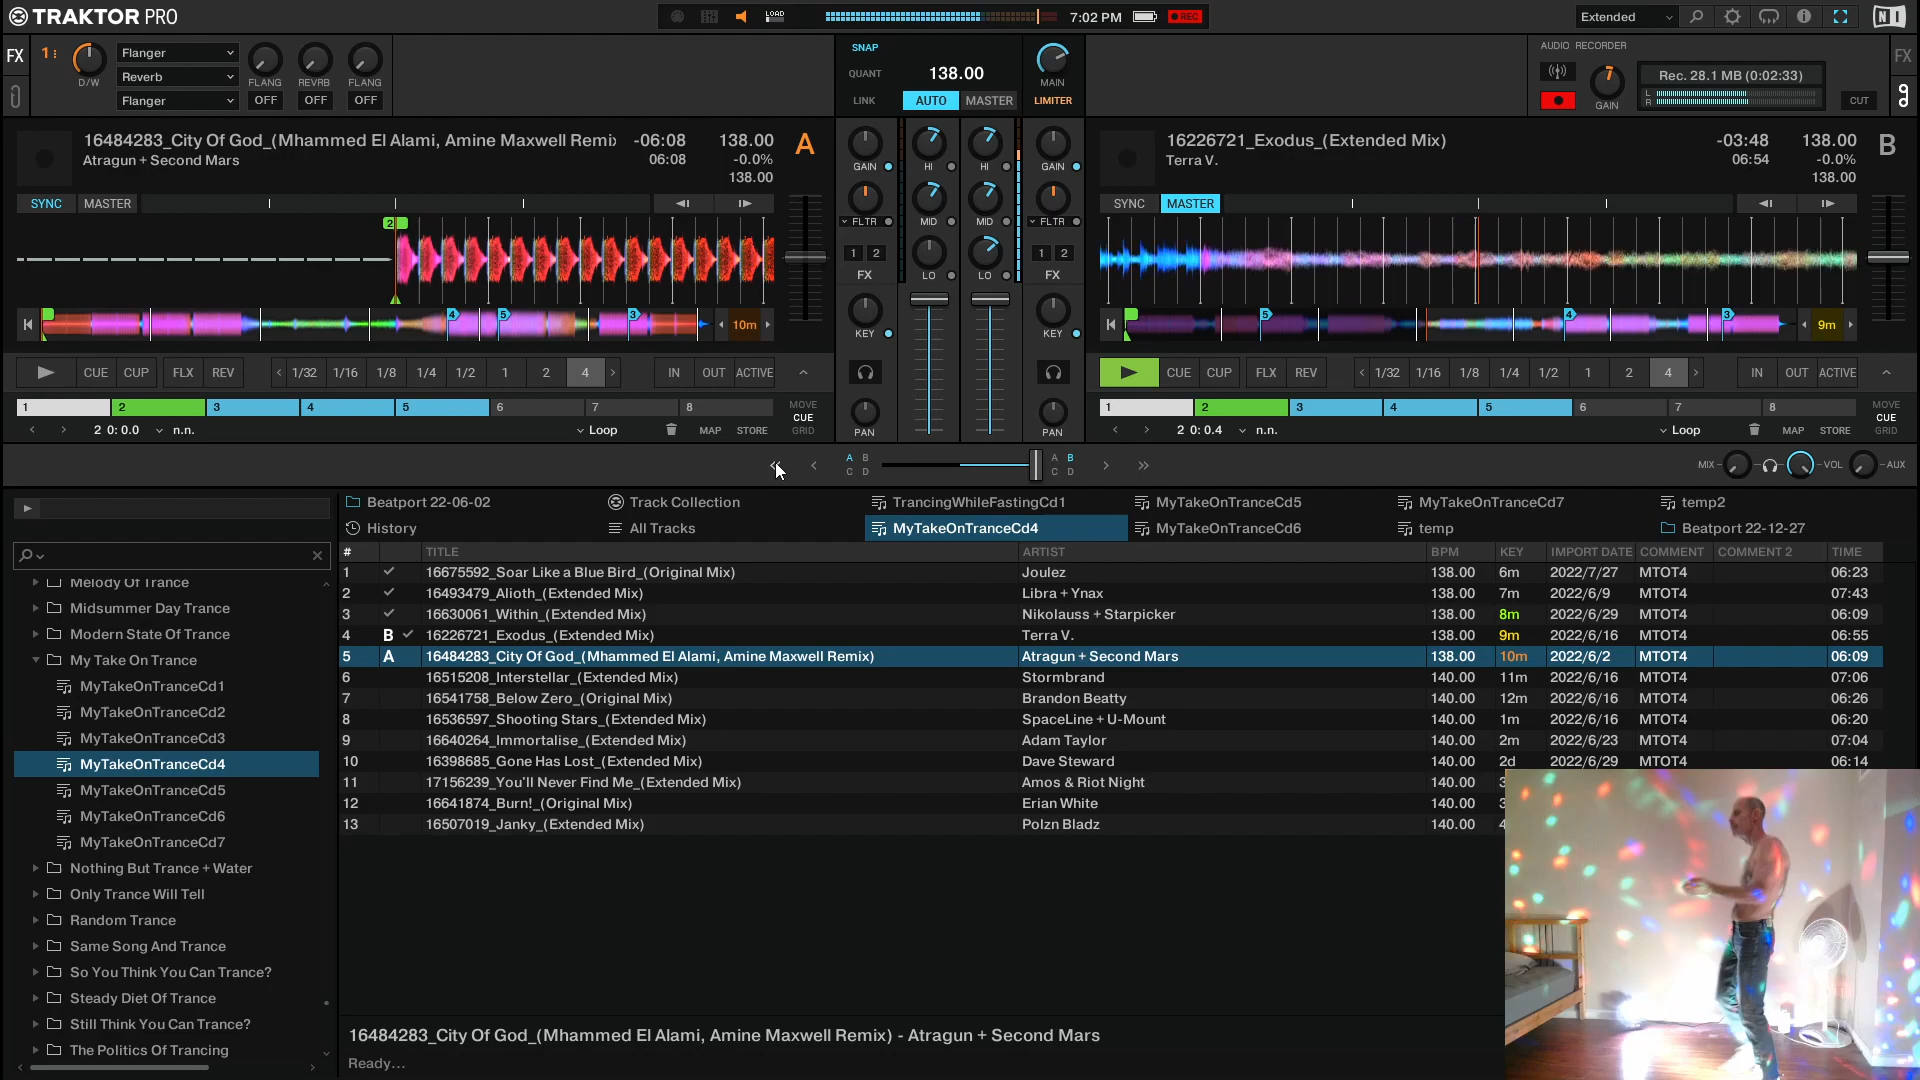 TRAKTOR PRO
LOAD
7:02 PM
REC
Extended
FX
1
D/W
Flanger
Reverb
Flanger
FLANG
REVRB
FLANG
OFF
OFF
OFF
SNAP
QUANT
LINK
138.00
AUTO
MASTER
MAIN
LIMITER
AUDIO RECORDER
GAIN
Rec. 28.1 MB (0:02:33)
L
R
CUT
FX
16484283_City Of God_(Mhammed El Alami, Amine Maxwell Remix
Atragun + Second Mars
-06:08
06:08
138.00
-0.0%
138.00
A
SYNC
MASTER
2
4
5
3
10m
CUE
CUP
FLX
REV
1/32
1/16
1/8
1/4
1/2
1
2
4
IN
OUT
ACTIVE
1
2
3
4
5
6
7
8
MOVE
CUE
GRID
2 0: 0.0
n.n.
Loop
MAP
STORE
GAIN
HI
HI
GAIN
FLTR
MID
MID
FLTR
1
2
FX
LO
LO
1
2
FX
KEY
KEY
PAN
PAN
16226721_Exodus_(Extended Mix)
Terra V.
-03:48
06:54
138.00
-0.0%
138.00
B
SYNC
MASTER
5
4
3
9m
CUE
CUP
FLX
REV
1/32
1/16
1/8
1/4
1/2
1
2
4
IN
OUT
ACTIVE
1
2
3
4
5
6
7
8
MOVE
CUE
GRID
2 0: 0.4
n.n.
Loop
MAP
STORE
A B
C D
A B
C D
MIX
VOL
AUX
Beatport 22-06-02
Track Collection
TrancingWhileFastingCd1
MyTakeOnTranceCd5
MyTakeOnTranceCd7
temp2
History
All Tracks
MyTakeOnTranceCd4
MyTakeOnTranceCd6
temp
Beatport 22-12-27
Melody Of Trance
Midsummer Day Trance
Modern State Of Trance
My Take On Trance
MyTakeOnTranceCd1
MyTakeOnTranceCd2
MyTakeOnTranceCd3
MyTakeOnTranceCd4
MyTakeOnTranceCd5
MyTakeOnTranceCd6
MyTakeOnTranceCd7
Nothing But Trance + Water
Only Trance Will Tell
Random Trance
Same Song And Trance
So You Think You Can Trance?
Steady Diet Of Trance
Still Think You Can Trance?
The Politics Of Trancing
# TITLE ARTIST BPM KEY IMPORT DATE COMMENT COMMENT 2 TIME
1 16675592_Soar Like a Blue Bird_(Original Mix) Joulez 138.00 6m 2022/7/27 MTOT4 06:23
2 16493479_Alioth_(Extended Mix) Libra + Ynax 138.00 7m 2022/6/9 MTOT4 07:43
3 16630061_Within_(Extended Mix) Nikolauss + Starpicker 138.00 8m 2022/6/29 MTOT4 06:09
4 B 16226721_Exodus_(Extended Mix) Terra V. 138.00 9m 2022/6/16 MTOT4 06:55
5 A 16484283_City Of God_(Mhammed El Alami, Amine Maxwell Remix) Atragun + Second Mars 138.00 10m 2022/6/2 MTOT4 06:09
6 16515208_Interstellar_(Extended Mix) Stormbrand 140.00 11m 2022/6/16 MTOT4 07:06
7 16541758_Below Zero_(Original Mix) Brandon Beatty 140.00 12m 2022/6/16 MTOT4 06:26
8 16536597_Shooting Stars_(Extended Mix) SpaceLine + U-Mount 140.00 1m 2022/6/16 MTOT4 06:20
9 16640264_Immortalise_(Extended Mix) Adam Taylor 140.00 2m 2022/6/23 MTOT4 07:04
10 16398685_Gone Has Lost_(Extended Mix) Dave Steward 140.00 2d 2022/6/29 MTOT4 06:14
11 17156239_You'll Never Find Me_(Extended Mix) Amos & Riot Night 140.00
12 16641874_Burn!_(Original Mix) Erian White 140.00
13 16507019_Janky_(Extended Mix) Polzn Bladz 140.00
16484283_City Of God_(Mhammed El Alami, Amine Maxwell Remix) - Atragun + Second Mars
Ready...